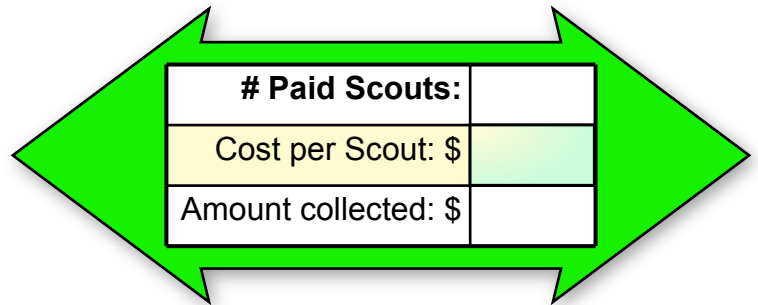 # Paid Scouts:
Cost per Scout: $
Amount collected: $